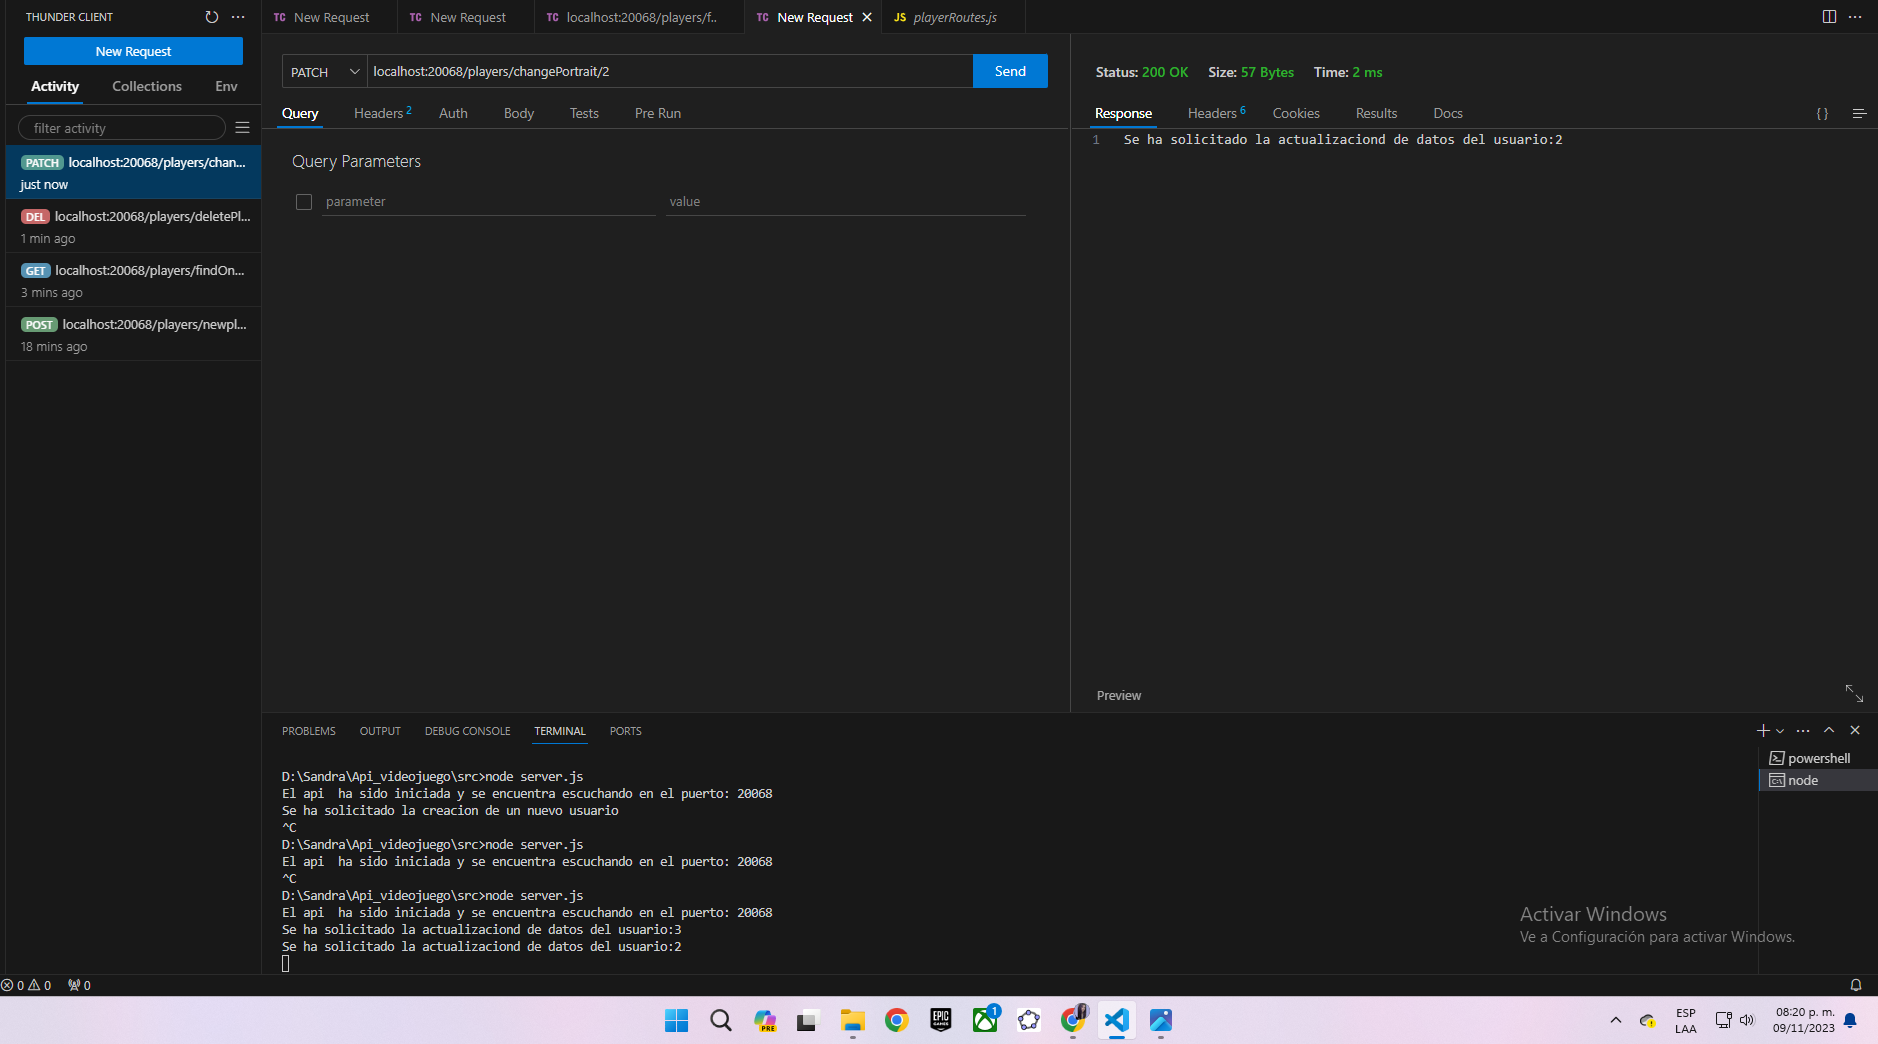 THUNDER CLIENT
New Request
Activity Collections Env
filter activity
PATCH localhost:20068/players/chan...
just now
DEL localhost:20068/players/deletePl...
1 min ago
GET localhost:20068/players/findOn...
3 mins ago
POST localhost:20068/players/newpl...
18 mins ago
TC New Request
TC New Request
TC localhost:20068/players/f..
TC New Request
JS playerRoutes.js
PATCH localhost:20068/players/changePortrait/2 Send
Query Headers 2 Auth Body Tests Pre Run
Query Parameters
parameter value
Status: 200 OK Size: 57 Bytes Time: 2 ms
Response Headers 6 Cookies Results Docs
{ }
1 Se ha solicitado la actualizaciond de datos del usuario:2
Preview
PROBLEMS OUTPUT DEBUG CONSOLE TERMINAL PORTS
D:\Sandra\Api_videojuego\src>node server.js
El api  ha sido iniciada y se encuentra escuchando en el puerto: 20068
Se ha solicitado la creacion de un nuevo usuario
^C
D:\Sandra\Api_videojuego\src>node server.js
El api  ha sido iniciada y se encuentra escuchando en el puerto: 20068
^C
D:\Sandra\Api_videojuego\src>node server.js
El api  ha sido iniciada y se encuentra escuchando en el puerto: 20068
Se ha solicitado la actualizaciond de datos del usuario:3
Se ha solicitado la actualizaciond de datos del usuario:2
powershell
node
Activar Windows
Ve a Configuración para activar Windows.
0 0 0
PRE
EPIC GAMES
1
ESP
LAA
08:20 p. m.
09/11/2023